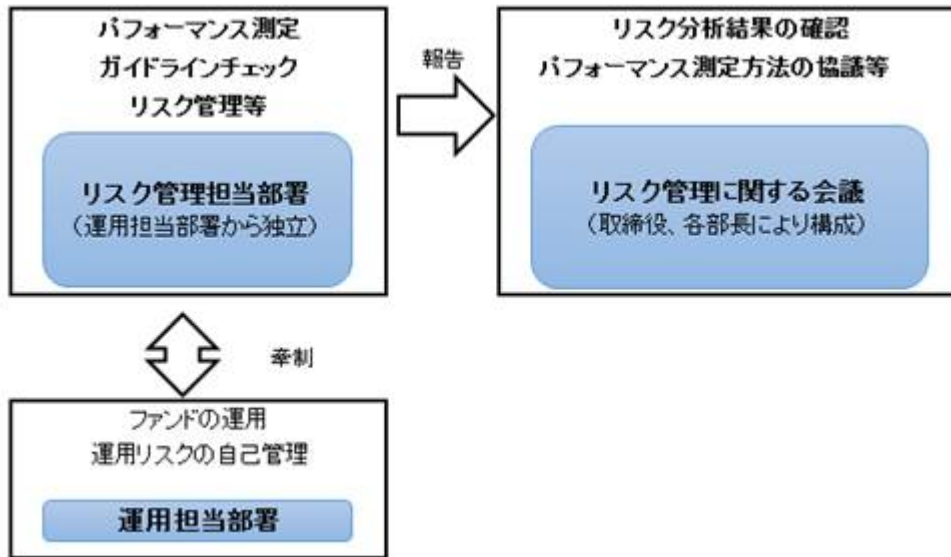 パフォーマンス測定
ガイドラインチェック
リスク管理等
リスク管理担当部署
（運用担当部署から独立）
報告
リスク分析結果の確認
パフォーマンス測定方法の協議等
リスク管理に関する会議
（取締役、各部長により構成）
牽制
ファンドの運用
運用リスクの自己管理
運用担当部署